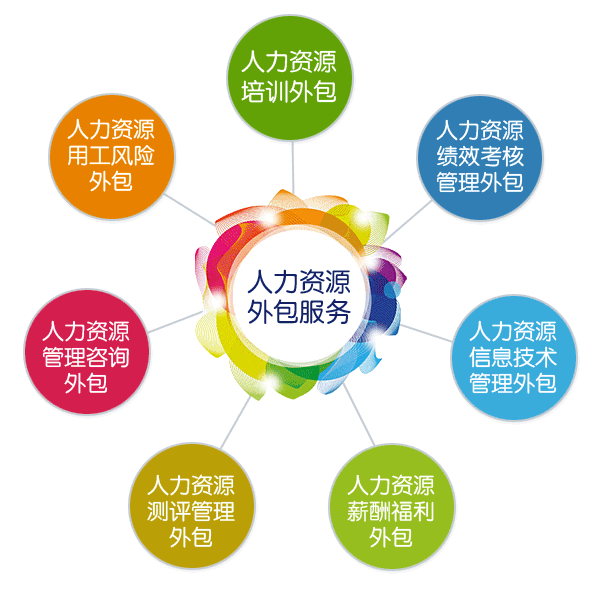 人力资源
培训外包
人力资源
用工风险
外包
人力资源
绩效考核
管理外包
人力资源
外包服务
人力资源
管理咨询
外包
人力资源
信息技术
管理外包
人力资源
测评管理
外包
人力资源
薪酬福利
外包